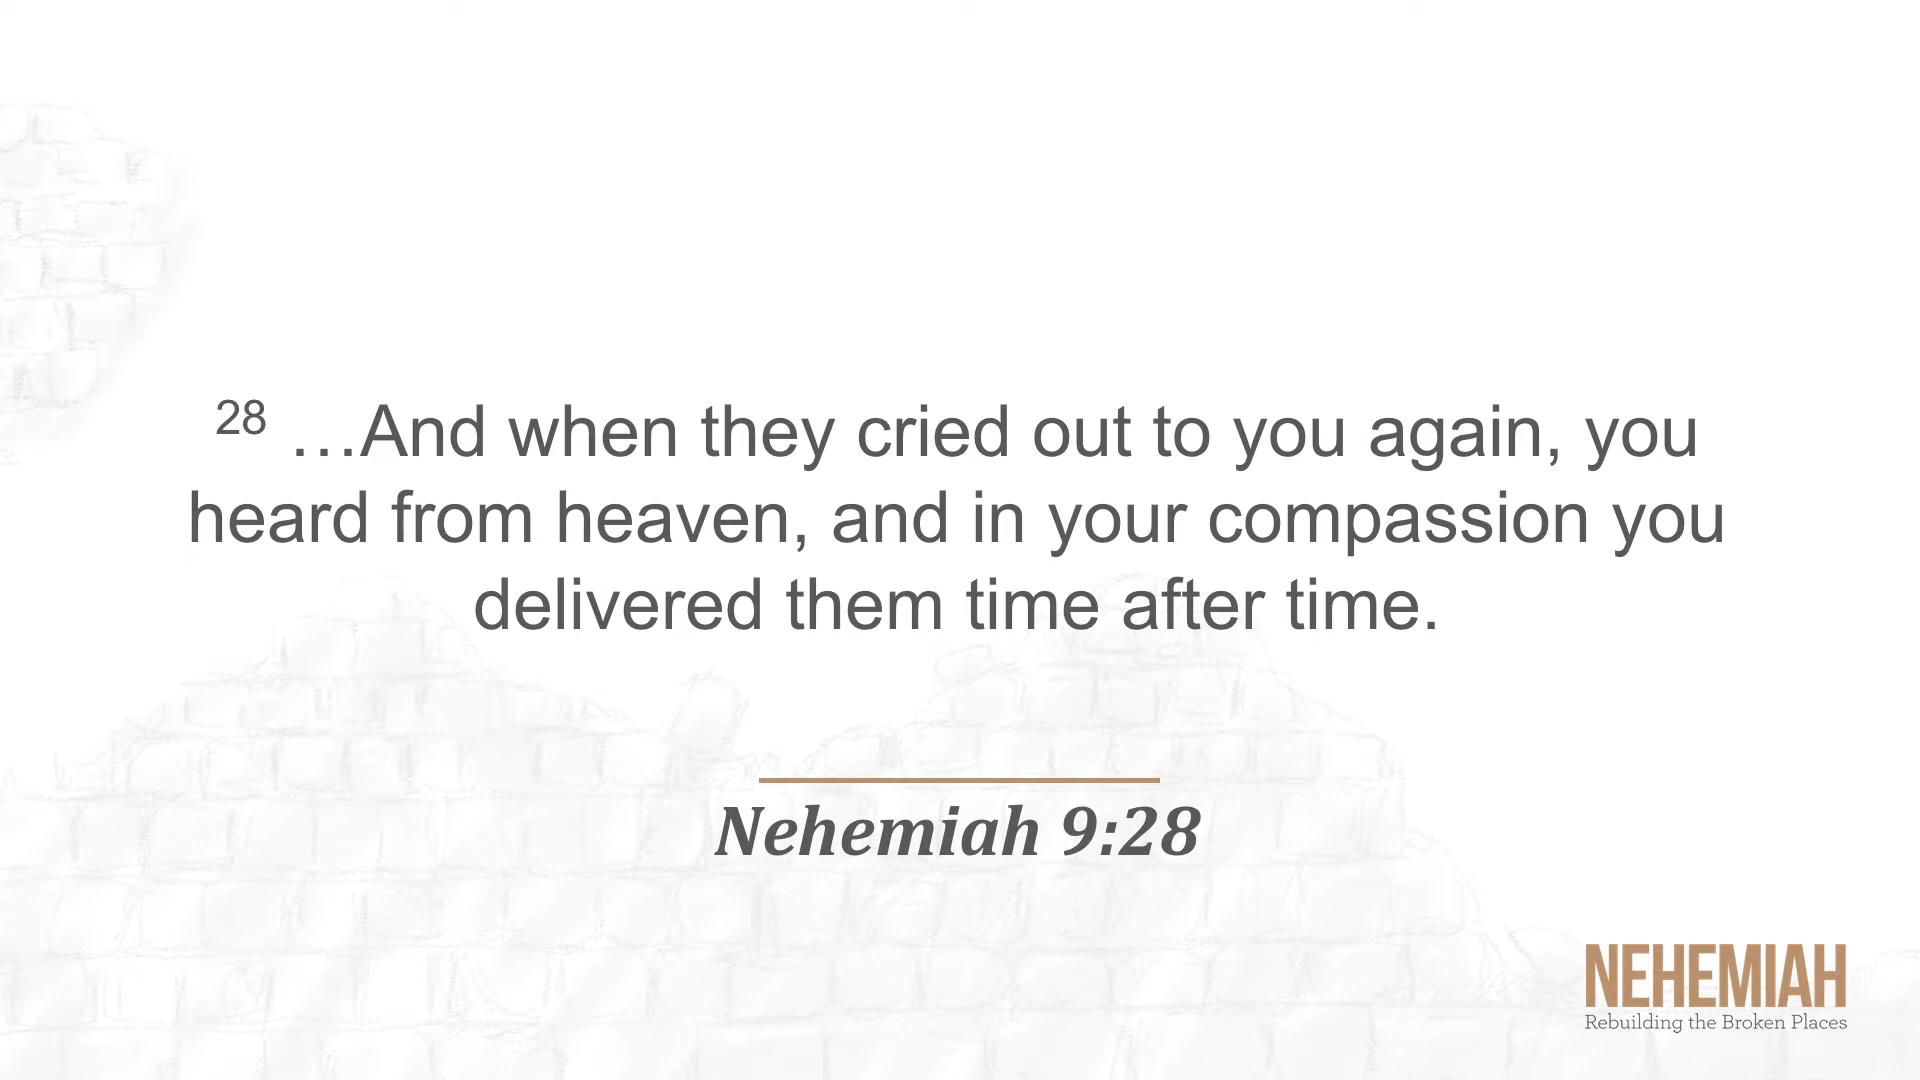 28 …And when they cried out to you again, you
heard from heaven, and in your compassion you
delivered them time after time.
Nehemiah 9:28
NEHEMIAH
Rebuilding the Broken Places